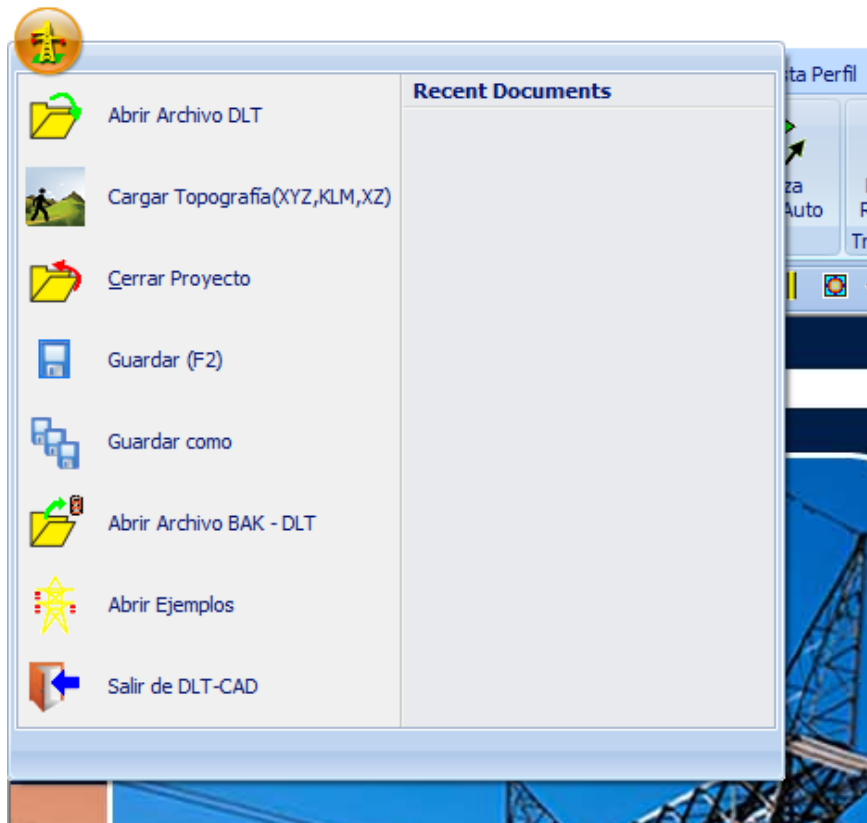 Recent Documents
Abrir Archivo DLT
Cargar Topografía(XYZ,KLM,XZ)
Cerrar Proyecto
Guardar (F2)
Guardar como
Abrir Archivo BAK - DLT
Abrir Ejemplos
Salir de DLT-CAD
Perfil
Auto